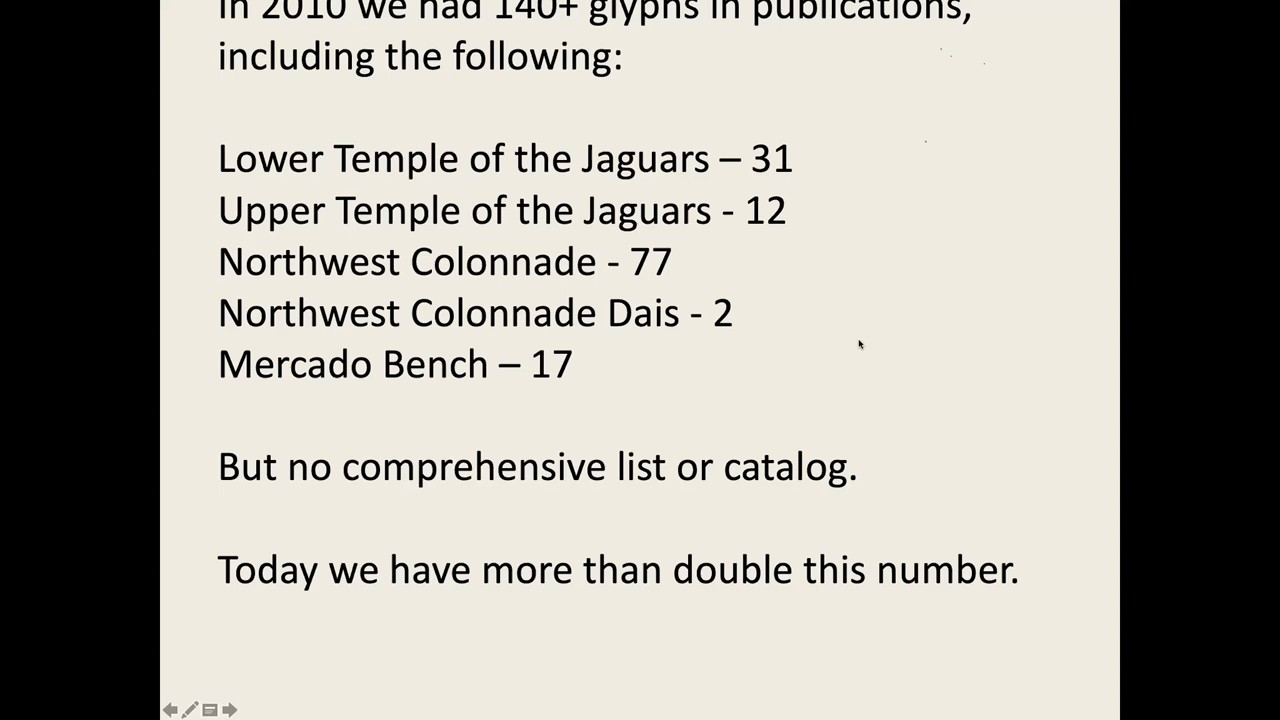 In 2010 we had 140+ glyphs in publications,
including the following:
Lower Temple of the Jaguars – 31
Upper Temple of the Jaguars - 12
Northwest Colonnade - 77
Northwest Colonnade Dais - 2
Mercado Bench – 17
But no comprehensive list or catalog.
Today we have more than double this number.